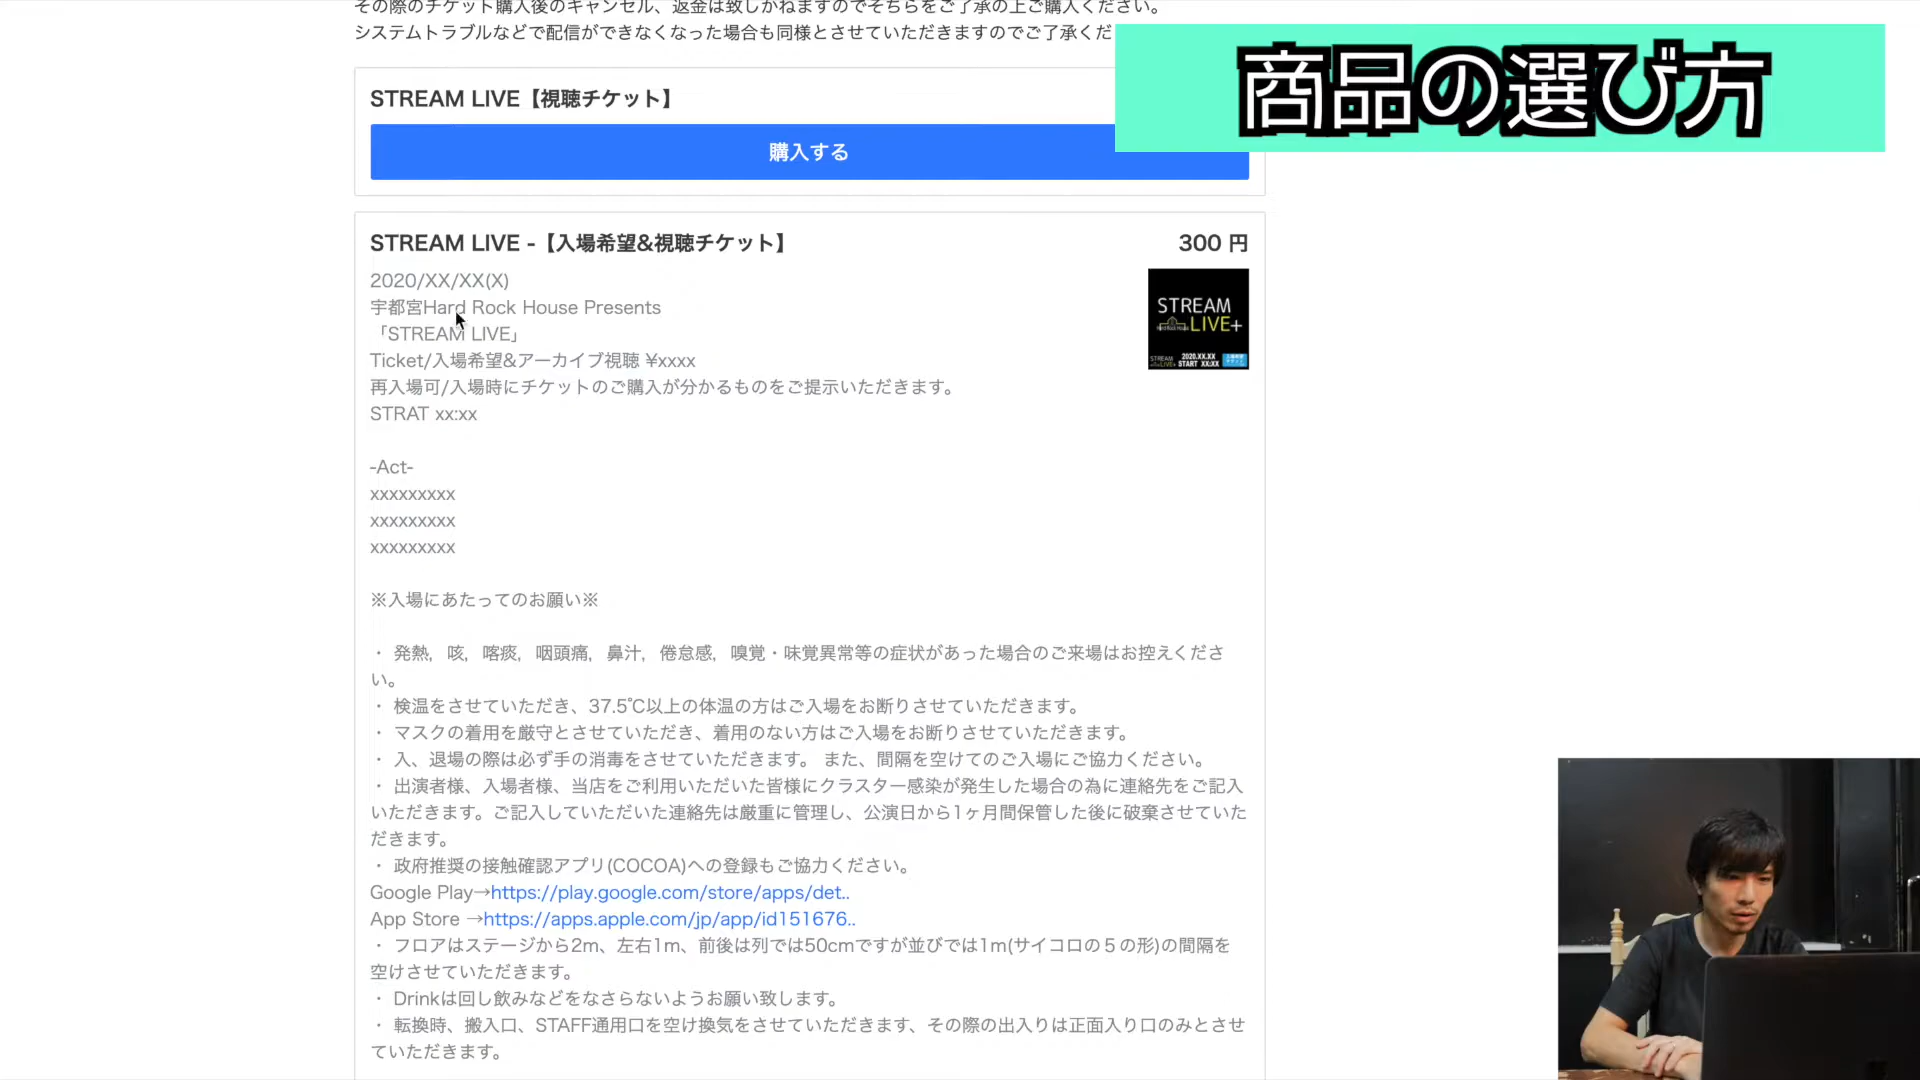 その際のチケット購入後のキャンセル、返金は致しかねますのでそちらをご了承の上ご購入ください。
システムトラブルなどで配信ができなくなった場合も同様とさせていただきますのでご了承くだ
商品の選び方
STREAM LIVE【視聴チケット】
購入する
STREAM LIVE -【入場希望&視聴チケット】
300 円
2020/XX/XX(X)
宇都宮Hard Rock House Presents
「STREAM LIVE」
Ticket/入場希望&アーカイブ視聴 ¥xxxx
再入場可/入場時にチケットのご購入が分かるものをご提示いただきます。
STRAT xx:xx
STREAM
LIVE+
STREAM
LIVE+
2020.XX.XX
START XX:XX
-Act-
xxxxxxxxx
xxxxxxxxx
xxxxxxxxx
※入場にあたってのお願い※
・ 発熱, 咳, 喀痰, 咽頭痛, 鼻汁, 倦怠感, 嗅覚・味覚異常等の症状があった場合のご来場はお控えくださ
い。
・ 検温をさせていただき、37.5℃以上の体温の方はご入場をお断りさせていただきます。
・ マスクの着用を厳守とさせていただき、着用のない方はご入場をお断りさせていただきます。
・ 入、退場の際は必ず手の消毒をさせていただきます。 また、間隔を空けてのご入場にご協力ください。
・ 出演者様、入場者様、当店をご利用いただいた皆様にクラスター感染が発生した場合の為に連絡先をご記入
いただきます。ご記入していただいた連絡先は厳重に管理し、公演日から1ヶ月間保管した後に破棄させていた
だきます。
・ 政府推奨の接触確認アプリ(COCOA)への登録もご協力ください。
Google Play→https://play.google.com/store/apps/det..
App Store →https://apps.apple.com/jp/app/id151676..
・ フロアはステージから2m、左右1m、前後は列では50cmですが並びでは1m(サイコロの５の形)の間隔を
空けさせていただきます。
・ Drinkは回し飲みなどをなさらないようお願い致します。
・ 転換時、搬入口、STAFF通用口を空け換気をさせていただきます、その際の出入りは正面入り口のみとさせ
ていただきます。